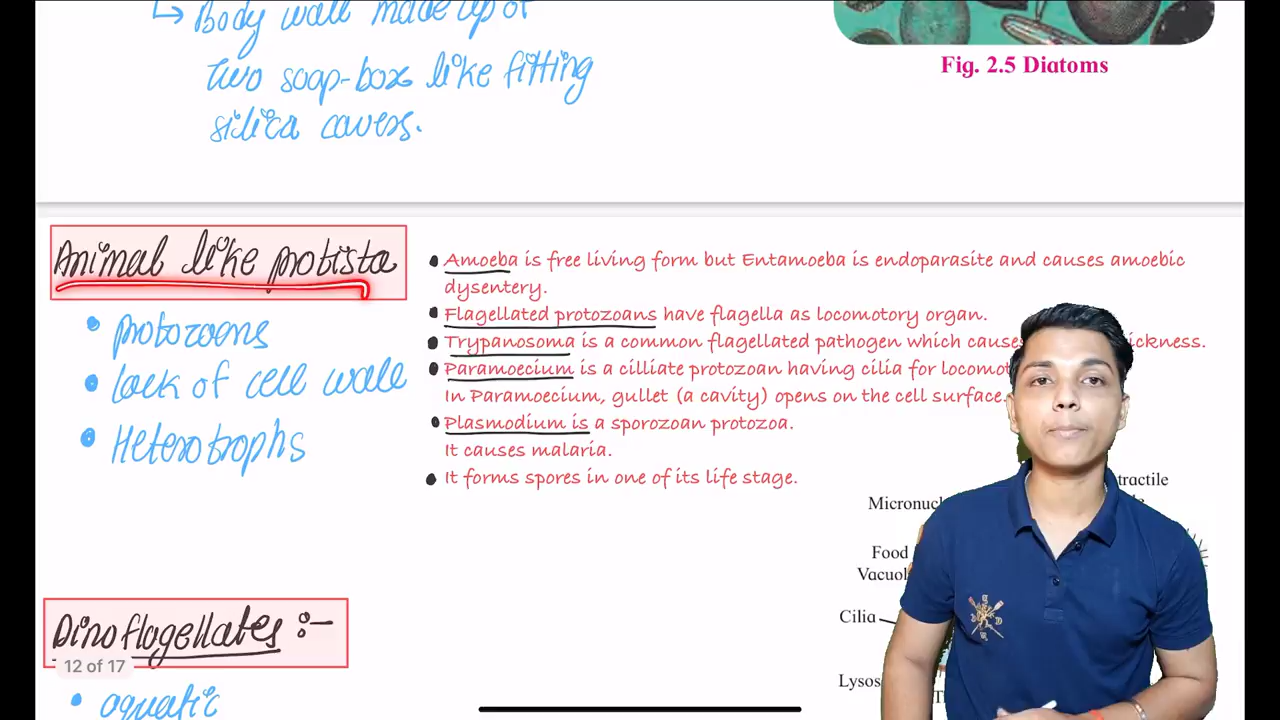 ↳ Body wall made up of
two soap-box like fitting
silica covers.
Fig. 2.5 Diatoms
Animal like protista
• protozoans
• lack of cell wall
• Heterotrophs
• Amoeba is free living form but Entamoeba is endoparasite and causes amoebic
dysentery.
• Flagellated protozoans have flagella as locomotory organ.
• Trypanosoma is a common flagellated pathogen which causes ickness.
• Paramoecium is a cilliate protozoan having cilia for locomot
In Paramoecium, gullet (a cavity) opens on the cell surface.
• Plasmodium is a sporozoan protozoa.
It causes malaria.
• It forms spores in one of its life stage.
tractile
Micronucl
Food
Vacuol
Cilia
Lysos
Dinoflagellates :-
12 of 17
• aquatic